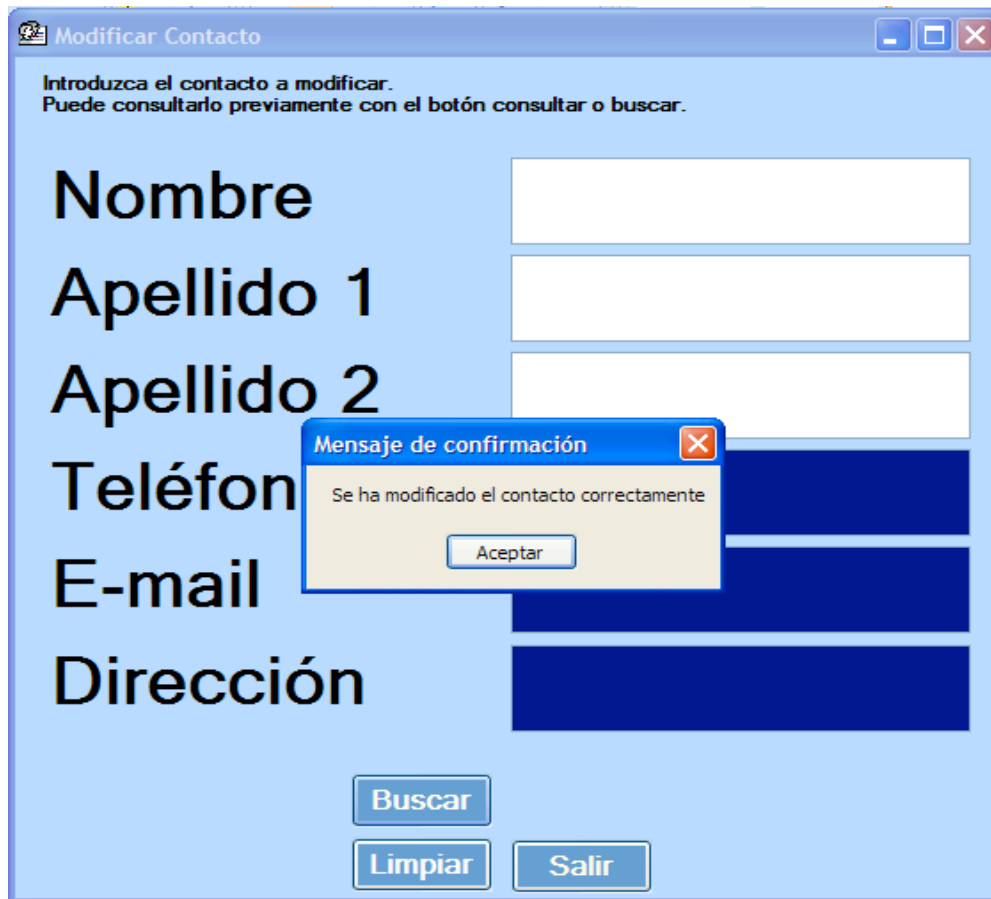 Modificar Contacto
Introduzca el contacto a modificar.
Puede consultarlo previamente con el botón consultar o buscar.
Nombre
Apellido 1
Apellido 2
Mensaje de confirmación
Se ha modificado el contacto correctamente
Aceptar
Teléfon
E-mail
Dirección
Buscar
Limpiar
Salir